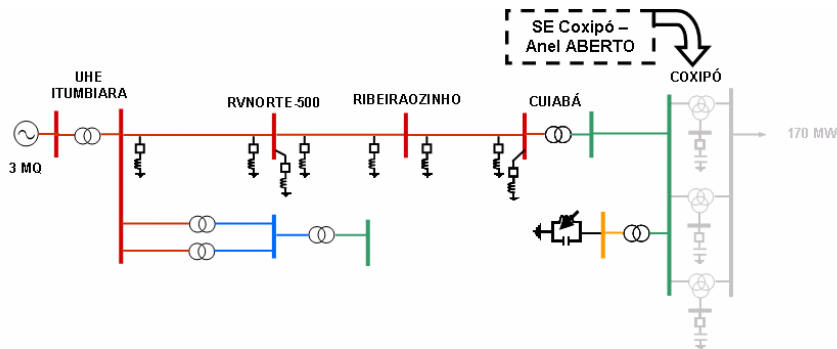 SE Coxipó –
Anel ABERTO
UHE
ITUMBIARA
RVNORTE-500
RIBEIRAOZINHO
CUIABÁ
COXIPÓ
170 MW
3 MQ